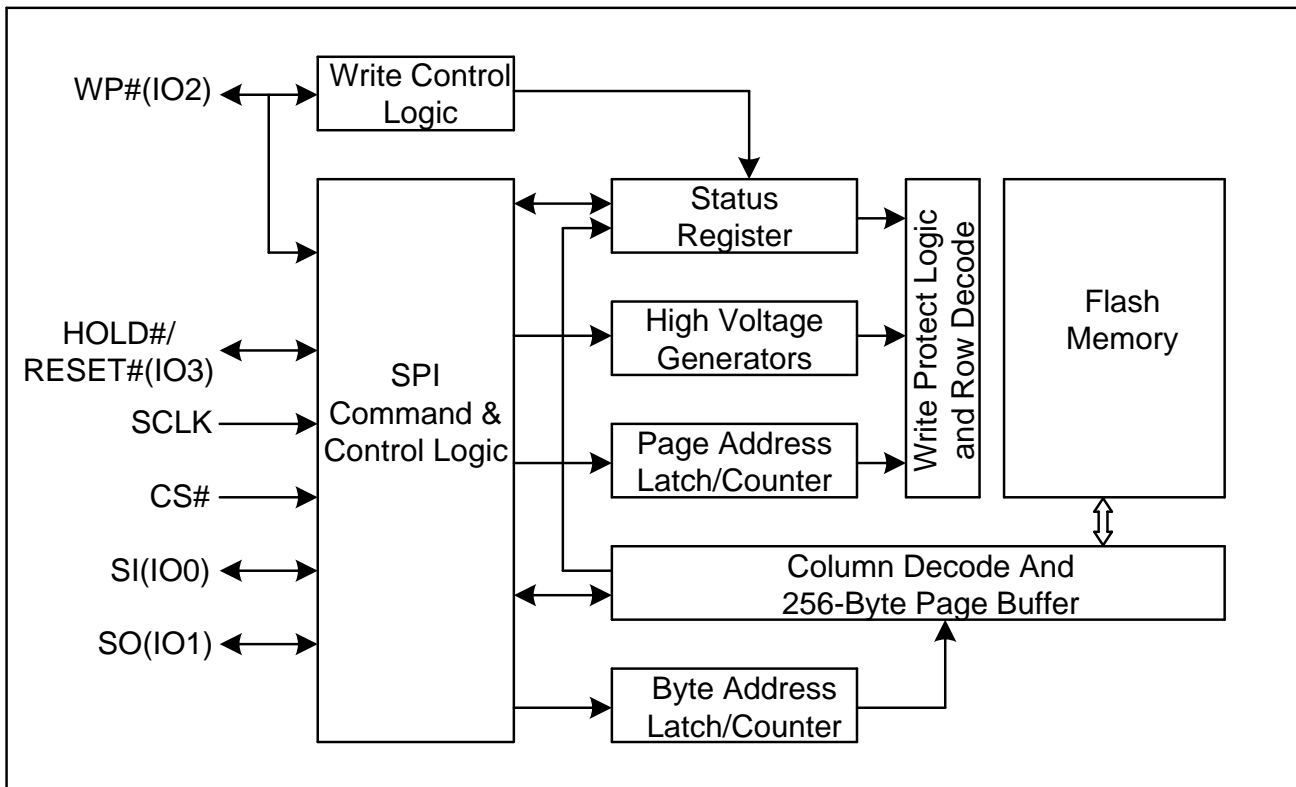 WP#(IO2)
Write Control
Logic
Status
Register
Write Protect Logic
and Row Decode
Flash
Memory
HOLD#/
RESET#(IO3)
High Voltage
Generators
SPI
Command &
Control Logic
SCLK
Page Address
Latch/Counter
CS#
SI(IO0)
Column Decode And
256-Byte Page Buffer
SO(IO1)
Byte Address
Latch/Counter